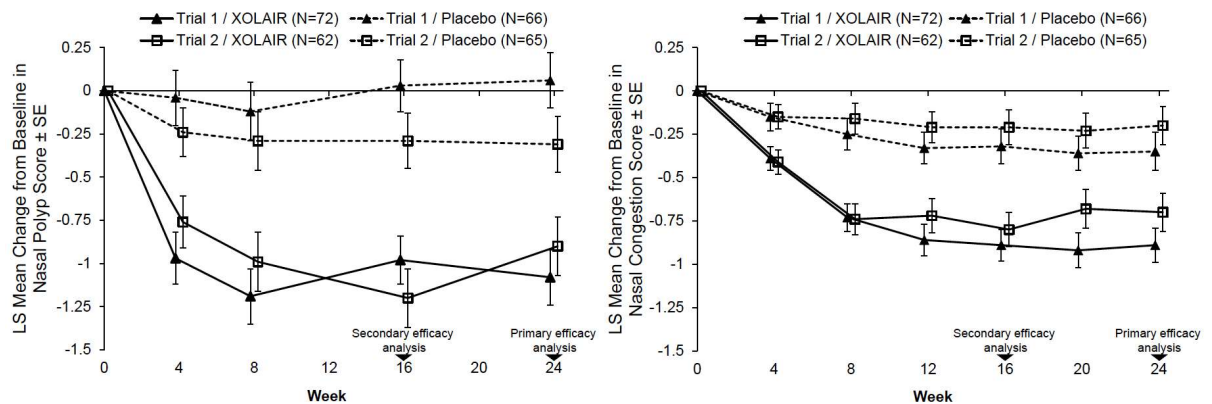 Trial 1 / XOLAIR (N=72) Trial 1 / Placebo (N=66)
Trial 2 / XOLAIR (N=62) Trial 2 / Placebo (N=65)
LS Mean Change from Baseline in
Nasal Polyp Score ± SE
0.25
0
-0.25
-0.5
-0.75
-1
-1.25
-1.5
Secondary efficacy
analysis
Primary efficacy
analysis
0 4 8 12 16 20 24
Week
Trial 1 / XOLAIR (N=72) Trial 1 / Placebo (N=66)
Trial 2 / XOLAIR (N=62) Trial 2 / Placebo (N=65)
LS Mean Change from Baseline in
Nasal Congestion Score ± SE
0.25
0
-0.25
-0.5
-0.75
-1
-1.25
-1.5
Secondary efficacy
analysis
Primary efficacy
analysis
0 4 8 12 16 20 24
Week